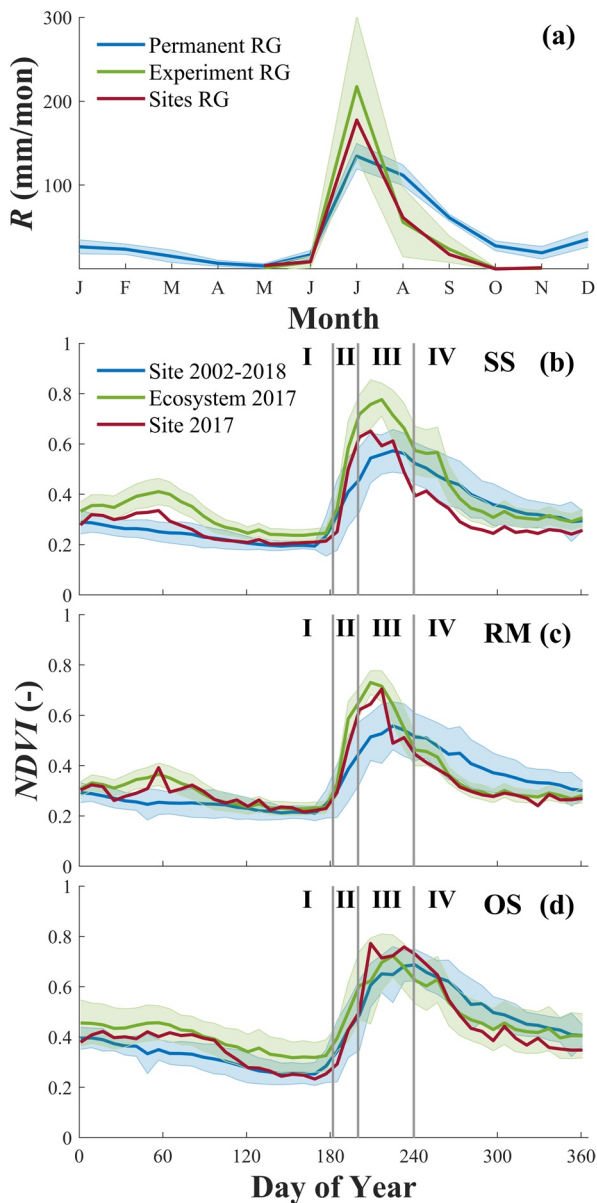 300
(a)
Permanent RG
Experiment RG
Sites RG
200
R (mm/mon)
100
J F M A M J J A S O N D
Month
1
I II III IV SS (b)
Site 2002-2018
0.8
Ecosystem 2017
Site 2017
0.6
0.4
0.2
0
1
I II III IV RM (c)
0.8
0.6
NDVI (-)
0.4
0.2
0
1
I II III IV OS (d)
0.8
0.6
0.4
0.2
0
0 60 120 180 240 300 360
Day of Year